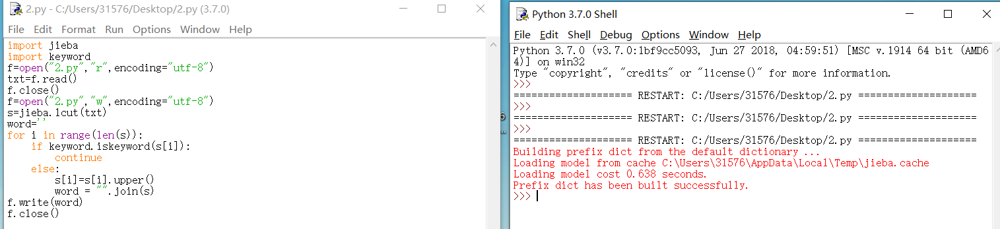 2.py - C:/Users/31576/Desktop/2.py (3.7.0)
File Edit Format Run Options Window Help
import jieba
import keyword
f=open("2.py","r",encoding="utf-8")
txt=f.read()
f.close()
f=open("2.py","w",encoding="utf-8")
s=jieba.lcut(txt)
word=''
for i in range(len(s)):
    if keyword.iskeyword(s[i]):
        continue
    else:
        s[i]=s[i].upper()
        word = "".join(s)
f.write(word)
f.close()
6
Python 3.7.0 Shell
File Edit Shell Debug Options Window Help
Python 3.7.0 (v3.7.0:1bf9cc5093, Jun 27 2018, 04:59:51) [MSC v.1914 64 bit (AMD6
4)] on win32
Type "copyright", "credits" or "license()" for more information.
>>>
==================== RESTART: C:/Users/31576/Desktop/2.py ====================
>>>
==================== RESTART: C:/Users/31576/Desktop/2.py ====================
>>>
==================== RESTART: C:/Users/31576/Desktop/2.py ====================
Building prefix dict from the default dictionary ...
Loading model from cache C:\Users\31576\AppData\Local\Temp\jieba.cache
Loading model cost 0.638 seconds.
Prefix dict has been built successfully.
>>>